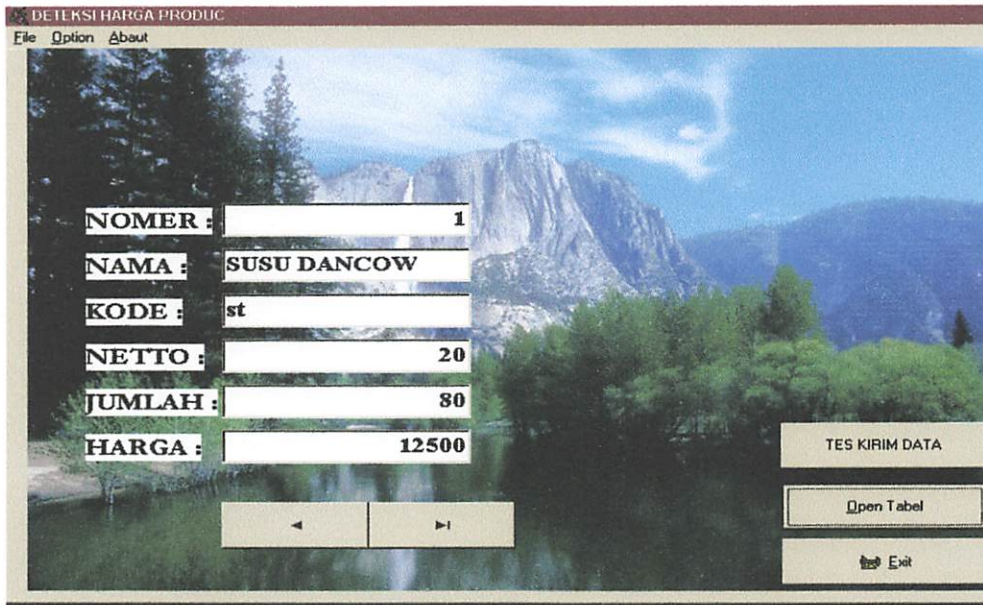 DETEKSI HARGA PRODUC
File Option Abaut
NOMER : 1
NAMA : SUSU DANCOW
KODE : st
NETTO : 20
JUMLAH : 80
HARGA : 12500
TES KIRIM DATA
Open Tabel
Exit